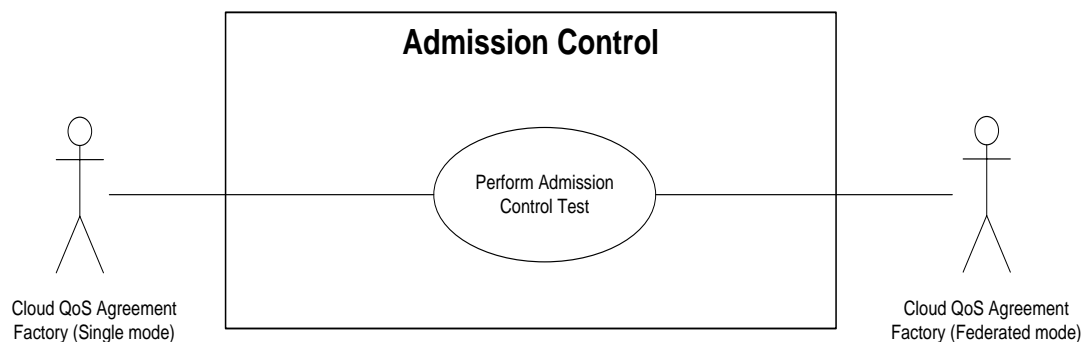 Admission Control
Perform Admission
Control Test
Cloud QoS Agreement
Factory (Single mode)
Cloud QoS Agreement
Factory (Federated mode)